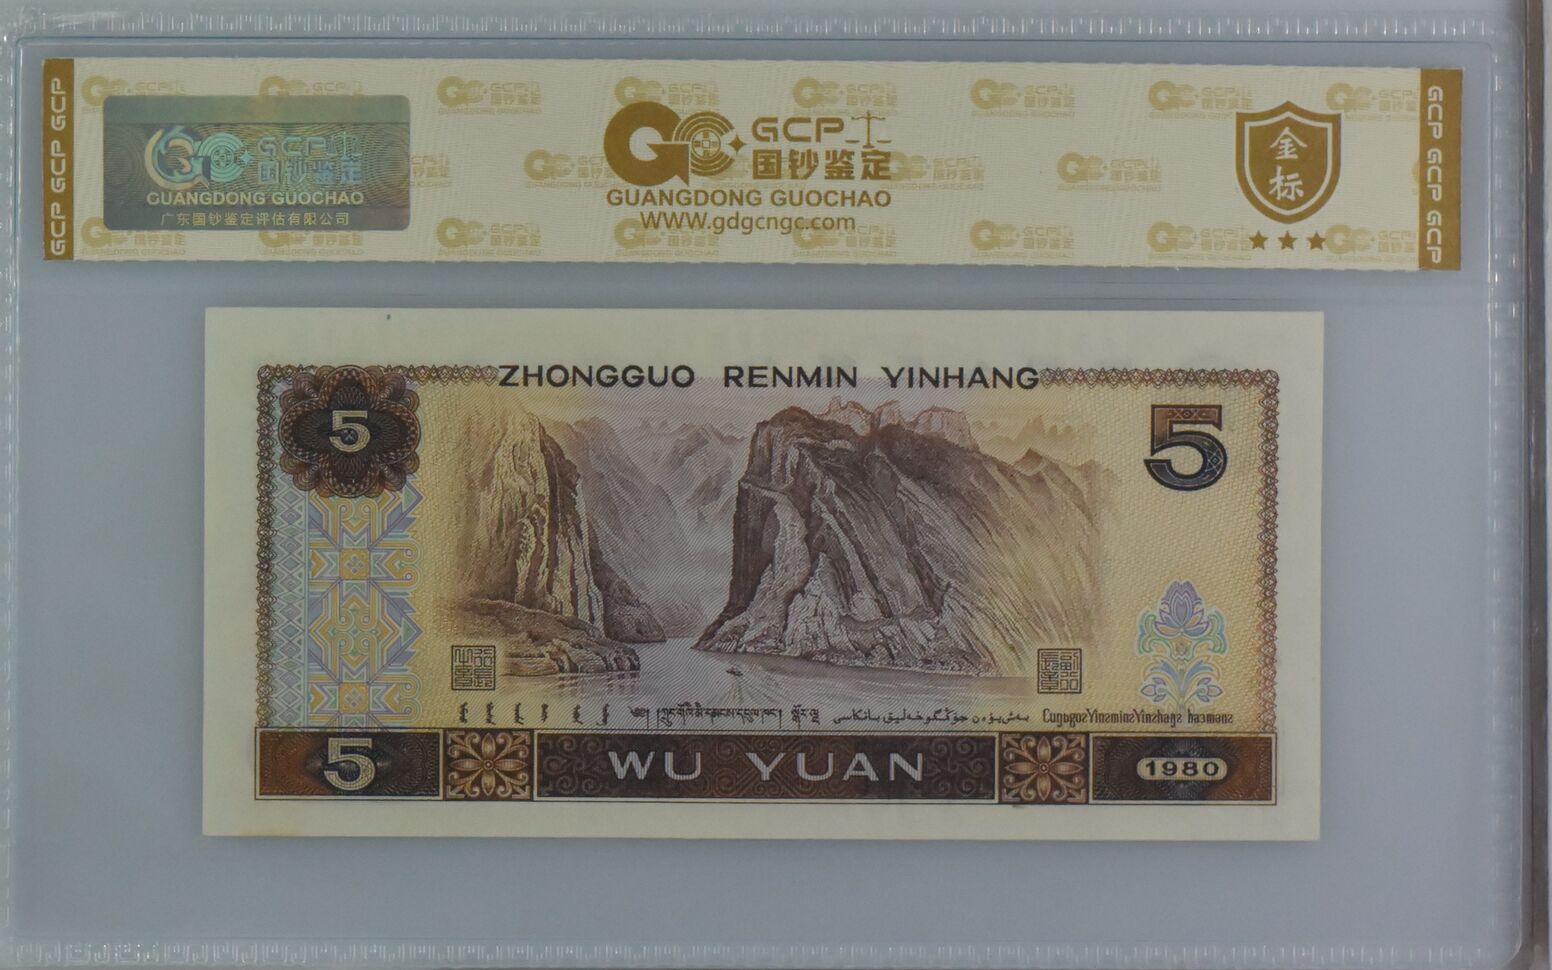 GCP GCP GCP
GCP
国钞鉴定
GUANGDONG GUOCHAO
广东国钞鉴定评估有限公司
GCP
国钞鉴定
GUANGDONG GUOCHAO
WWW.gdgcngc.com
金标
GCP GCP GCP
ZHONGGUO RENMIN YINHANG
5
5
5
WU YUAN
1980